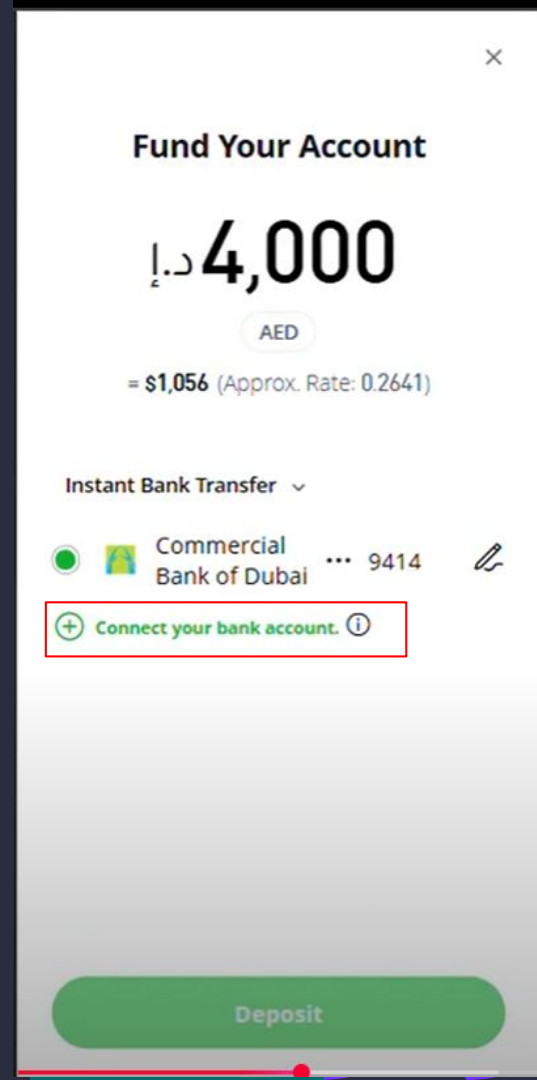 Fund Your Account
د.إ 4,000
AED
= $1,056 (Approx. Rate: 0.2641)
Instant Bank Transfer
Commercial
Bank of Dubai
••• 9414
Connect your bank account.
Deposit